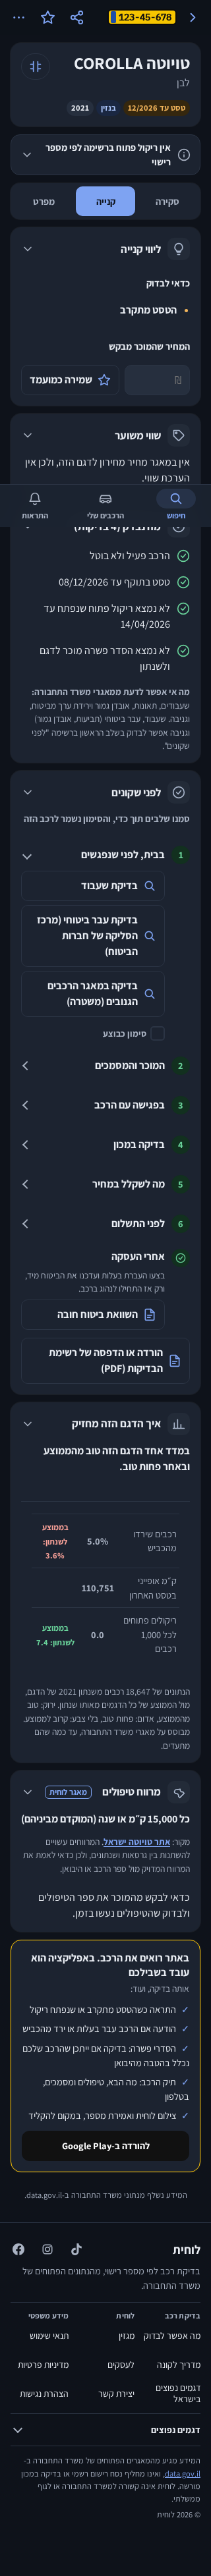 123-45-678
טויוטה COROLLA
לבן
טסט עד 12/2026
בנזין
2021
אין ריקול פתוח ברשימה לפי מספר
רישוי
סקירה
קנייה
מפרט
ליווי קנייה
כדאי לבדוק
הטסט מתקרב
המחיר שהמוכר מבקש
₪
שמירה כמועמד
שווי משוער
אין במאגר מחיר מחירון לדגם הזה, ולכן אין
הערכת שווי.
חיפוש
הרכבים שלי
התראות
הרכב פעיל ולא בוטל
טסט בתוקף עד 08/12/2026
לא נמצא ריקול פתוח שנפתח עד
14/04/2026
לא נמצא הסדר פשרה מוכר לדגם
ולשנתון
מה אי אפשר לדעת ממאגרי משרד התחבורה:
שעבודים, תאונות, אובדן גמור וירידת ערך מביטוח,
וגניבה. שעבוד, עבר ביטוחי (תביעות, אובדן גמור)
וגניבה אפשר לבדוק בשלב הראשון ברשימה "לפני
שקונים".
לפני שקונים
סמנו שלבים תוך כדי, והסימון נשמר לרכב הזה
1
בבית, לפני שנפגשים
בדיקת שעבוד
בדיקת עבר ביטוחי (מרכז
הסליקה של חברות
הביטוח)
בדיקה במאגר הרכבים
הגנובים (משטרה)
סימון כבוצע
2
המוכר והמסמכים
3
בפגישה עם הרכב
4
בדיקה במכון
5
מה לשקלל במחיר
6
לפני התשלום
אחרי העסקה
בצעו העברת בעלות ועדכנו את הביטוח מיד,
ורק אז התחילו לנהוג ברכב.
השוואת ביטוח חובה
הורדה או הדפסה של רשימת
הבדיקות (PDF)
איך הדגם הזה מחזיק
במדד אחד הדגם הזה טוב מהממוצע
ובאחר פחות טוב.
רכבים שירדו
מהכביש
5.0%
בממוצע
לשנתון:
3.6%
ק״מ אופייני
בטסט האחרון
110,751
ריקולים פתוחים
לכל 1,000
רכבים
0.0
בממוצע
לשנתון: 7.4
הנתונים של 18,647 רכבים משנתון 2021 של הדגם,
מול הממוצע של כל הדגמים מאותו שנתון. ירוק: טוב
מהממוצע, אדום: פחות טוב, בלי צבע: קרוב לממוצע.
מבוסס על מאגרי משרד התחבורה, עד כמה שהם
מתעדים.
מרווח טיפולים
מאגר לוחית
כל 15,000 ק״מ או שנה (המוקדם מביניהם)
מקור: אתר טויוטה ישראל. המרווחים עשויים
להשתנות בין גרסאות ושנתונים, ולכן כדאי לאמת את
המרווח המדויק מול ספר הרכב או היבואן.
כדאי לבקש מהמוכר את ספר הטיפולים
ולבדוק שהטיפולים נעשו בזמן.
באתר רואים את הרכב. באפליקציה הוא
עובד בשבילכם
אותה בדיקה, ועוד:
✓ התראה כשהטסט מתקרב או שנפתח ריקול
✓ הודעה אם הרכב עבר בעלות או ירד מהכביש
✓ הסדרי פשרה: בדיקה אם ייתכן שהרכב שלכם
נכלל בהטבה מהיבואן
✓ תיק הרכב: מה הבא, טיפולים ומסמכים,
בטלפון
✓ צילום לוחית ואמירת מספר, במקום להקליד
להורדה ב-Google Play
המידע נשלף מנתוני משרד התחבורה ב-data.gov.il.
לוחית
בדיקת רכב לפי מספר רישוי, מהנתונים הפתוחים של
משרד התחבורה.
בדיקת רכב
לוחית
מידע משפטי
מה אפשר לבדוק
מגזין
תנאי שימוש
מדריך לקונה
לעסקים
מדיניות פרטיות
דגמים נפוצים
בישראל
יצירת קשר
הצהרת נגישות
דגמים נפוצים
המידע מגיע מהמאגרים הפתוחים של משרד התחבורה ב-
data.gov.il, ואינו מחליף נסח רישום רשמי או בדיקה במכון
מורשה. לוחית אינה קשורה למשרד התחבורה או לגוף
ממשלתי.
© 2026 לוחית